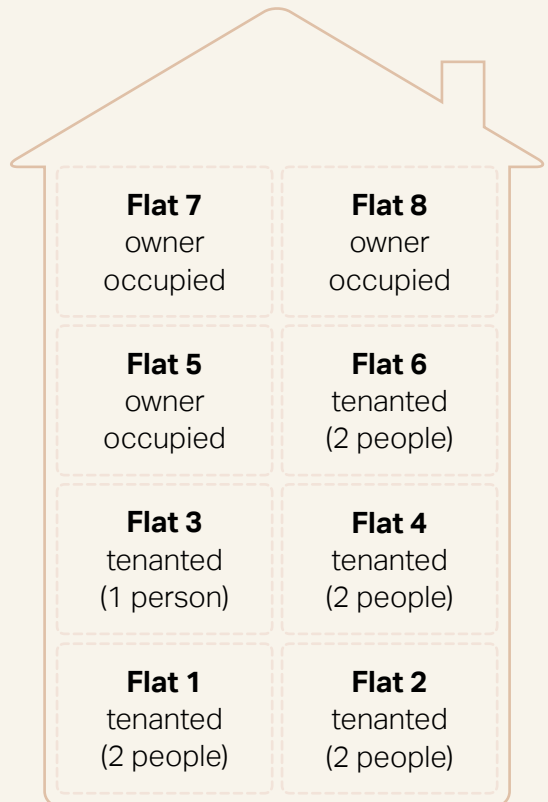 Flat 7
owner
occupied
Flat 8
owner
occupied
Flat 5
owner
occupied
Flat 6
tenanted
(2 people)
Flat 3
tenanted
(1 person)
Flat 4
tenanted
(2 people)
Flat 1
tenanted
(2 people)
Flat 2
tenanted
(2 people)